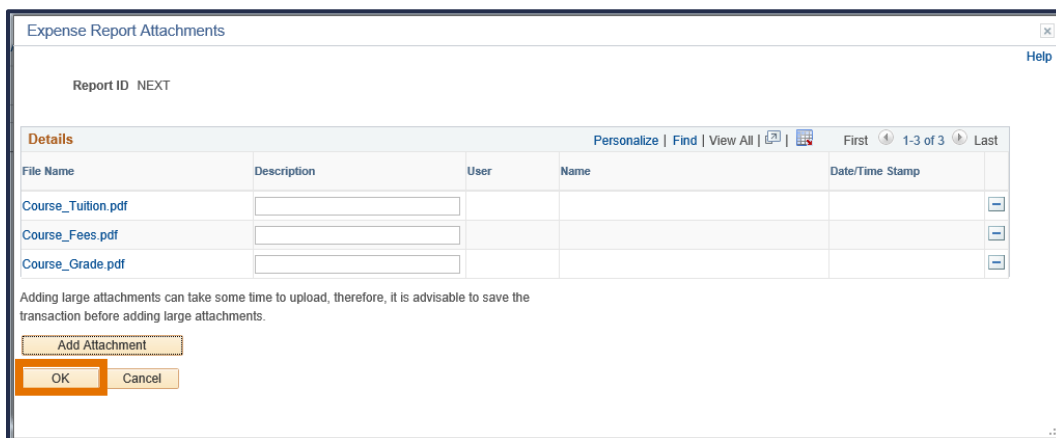 Expense Report Attachments
Help
Report ID NEXT
Details Personalize | Find | View All | | First 1-3 of 3 Last
File Name Description User Name Date/Time Stamp
Course_Tuition.pdf
Course_Fees.pdf
Course_Grade.pdf
Adding large attachments can take some time to upload, therefore, it is advisable to save the
transaction before adding large attachments.
Add Attachment
OK Cancel